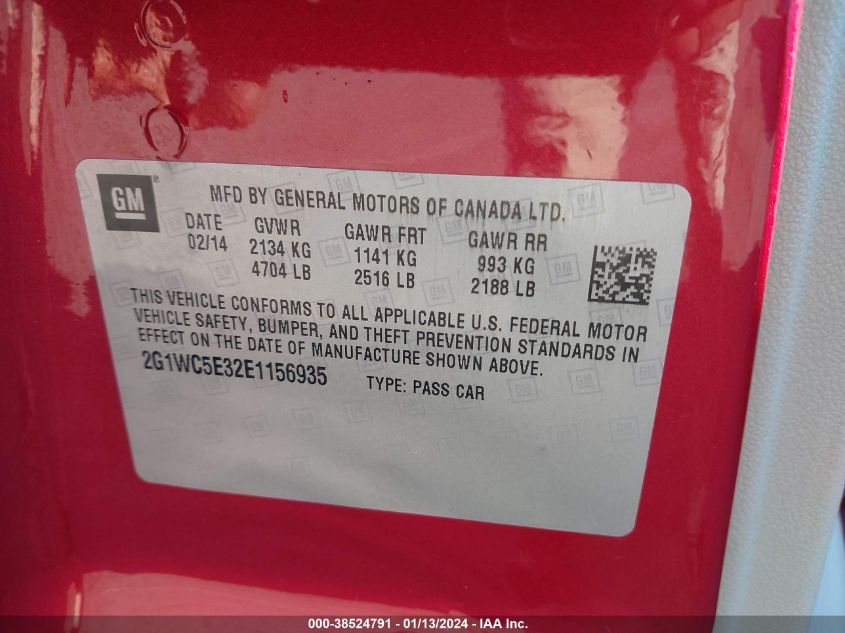 GM®
MFD BY GENERAL MOTORS OF CANADA LTD.
DATE GVWR GAWR FRT GAWR RR
02/14 2134 KG 1141 KG 993 KG
4704 LB 2516 LB 2188 LB
THIS VEHICLE CONFORMS TO ALL APPLICABLE U.S. FEDERAL MOTOR
VEHICLE SAFETY, BUMPER, AND THEFT PREVENTION STANDARDS IN
EFFECT ON THE DATE OF MANUFACTURE SHOWN ABOVE.
2G1WC5E32E1156935 TYPE: PASS CAR
000-38524791 - 01/13/2024 - IAA Inc.